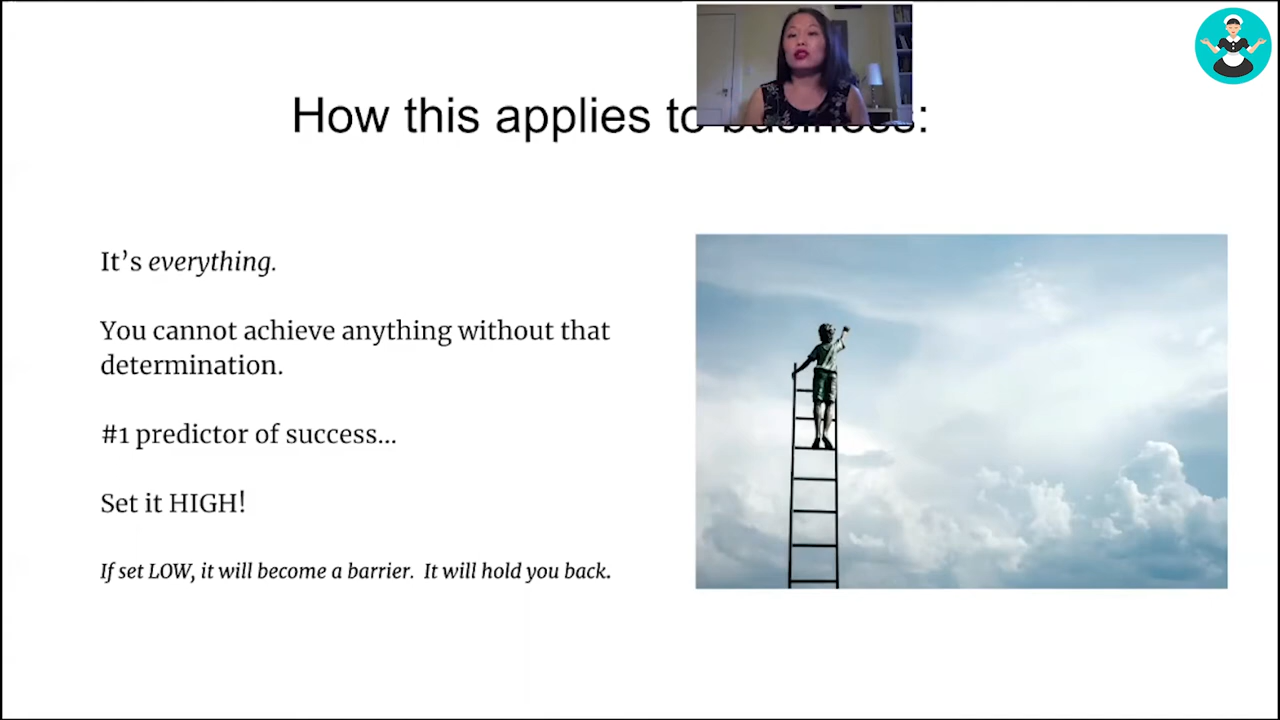 How this applies to business:
It’s everything.
You cannot achieve anything without that
determination.
#1 predictor of success...
Set it HIGH!
If set LOW, it will become a barrier.  It will hold you back.